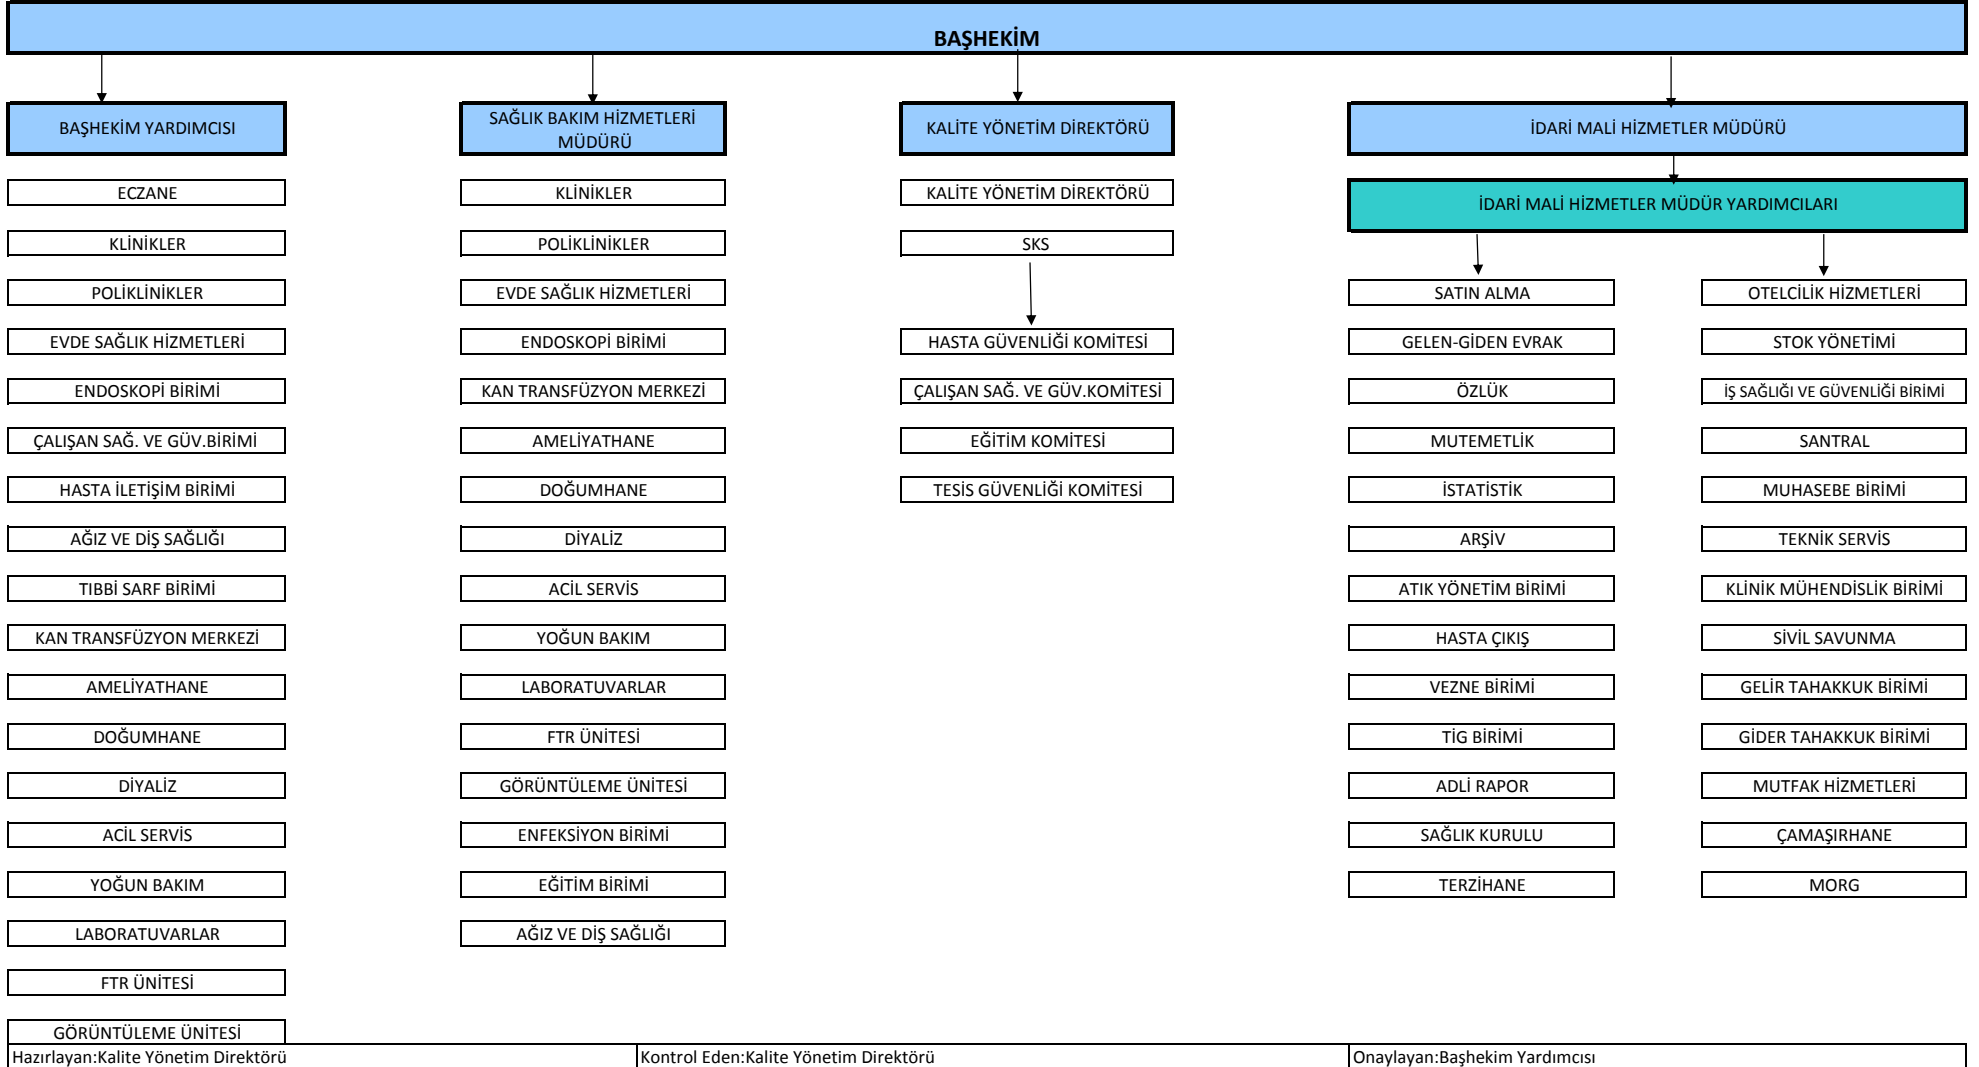 BAŞHEKİM
BAŞHEKİM YARDIMCISI
ECZANE
KLİNİKLER
POLİKLİNİKLER
EVDE SAĞLIK HİZMETLERİ
ENDOSKOPİ BİRİMİ
ÇALIŞAN SAĞ. VE GÜV.BİRİMİ
HASTA İLETİŞİM BİRİMİ
AĞIZ VE DİŞ SAĞLIĞI
TIBBİ SARF BİRİMİ
KAN TRANSFÜZYON MERKEZİ
AMELİYATHANE
DOĞUMHANE
DİYALİZ
ACİL SERVİS
YOĞUN BAKIM
LABORATUVARLAR
FTR ÜNİTESİ
GÖRÜNTÜLEME ÜNİTESİ
SAĞLIK BAKIM HİZMETLERİ
MÜDÜRÜ
KLİNİKLER
POLİKLİNİKLER
EVDE SAĞLIK HİZMETLERİ
ENDOSKOPİ BİRİMİ
KAN TRANSFÜZYON MERKEZİ
AMELİYATHANE
DOĞUMHANE
DİYALİZ
ACİL SERVİS
YOĞUN BAKIM
LABORATUVARLAR
FTR ÜNİTESİ
GÖRÜNTÜLEME ÜNİTESİ
ENFEKSİYON BİRİMİ
EĞİTİM BİRİMİ
AĞIZ VE DİŞ SAĞLIĞI
KALİTE YÖNETİM DİREKTÖRÜ
KALİTE YÖNETİM DİREKTÖRÜ
SKS
HASTA GÜVENLİĞİ KOMİTESİ
ÇALIŞAN SAĞ. VE GÜV.KOMİTESİ
EĞİTİM KOMİTESİ
TESİS GÜVENLİĞİ KOMİTESİ
İDARİ MALİ HİZMETLER MÜDÜRÜ
İDARİ MALİ HİZMETLER MÜDÜR YARDIMCILARI
SATIN ALMA
GELEN-GİDEN EVRAK
ÖZLÜK
MUTEMETLİK
İSTATİSTİK
ARŞİV
ATIK YÖNETİM BİRİMİ
HASTA ÇIKIŞ
VEZNE BİRİMİ
TİG BİRİMİ
ADLİ RAPOR
SAĞLIK KURULU
TERZİHANE
OTELCİLİK HİZMETLERİ
STOK YÖNETİMİ
İŞ SAĞLIĞI VE GÜVENLİĞİ BİRİMİ
SANTRAL
MUHASEBE BİRİMİ
TEKNİK SERVİS
KLİNİK MÜHENDİSLİK BİRİMİ
SİVİL SAVUNMA
GELİR TAHAKKUK BİRİMİ
GİDER TAHAKKUK BİRİMİ
MUTFAK HİZMETLERİ
ÇAMAŞIRHANE
MORG
Hazırlayan:Kalite Yönetim Direktörü
Kontrol Eden:Kalite Yönetim Direktörü
Onaylayan:Başhekim Yardımcısı